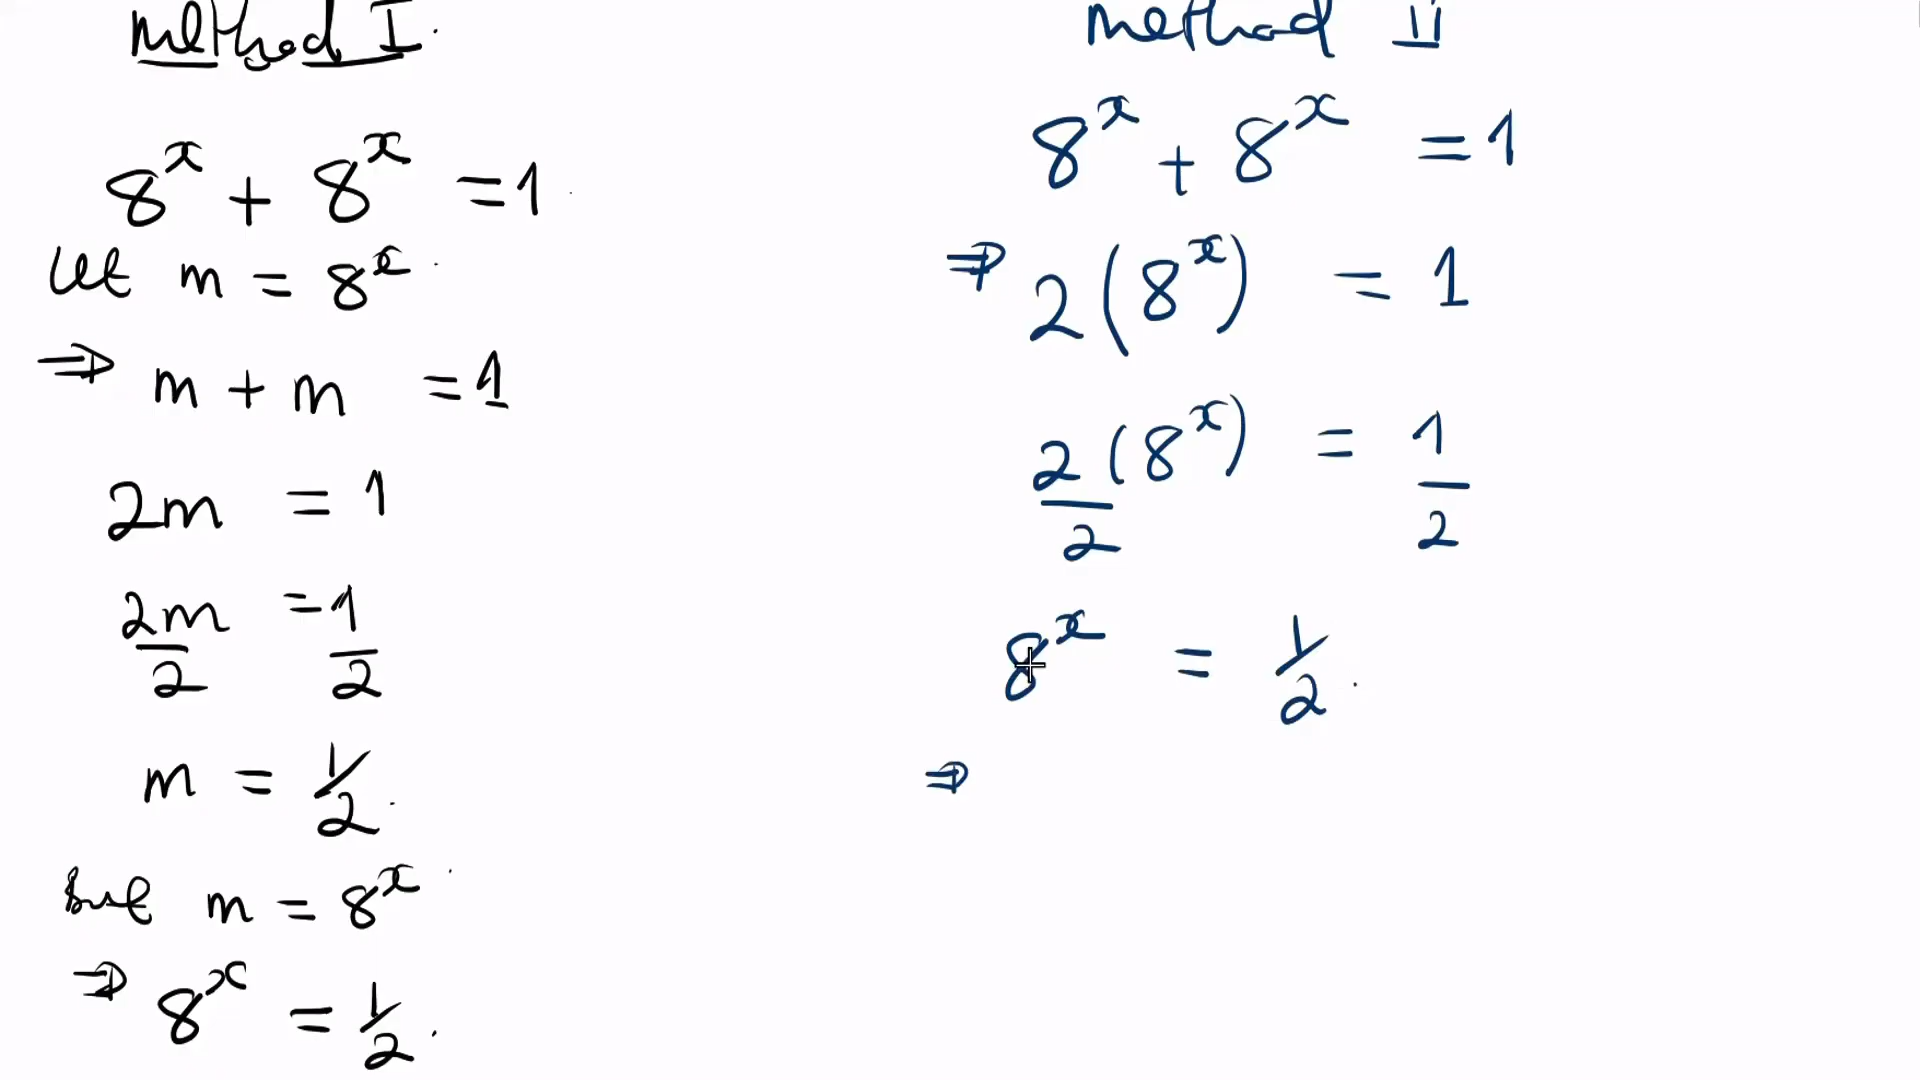 method I.
8^x + 8^x = 1
let m = 8^x
⇒ m + m = 1
2m = 1
2m/2 = 1/2
m = 1/2.
but m = 8^x
⇒ 8^x = 1/2.
method II
8^x + 8^x = 1
⇒ 2(8^x) = 1
2(8^x)/2 = 1/2
8^x = 1/2.
⇒